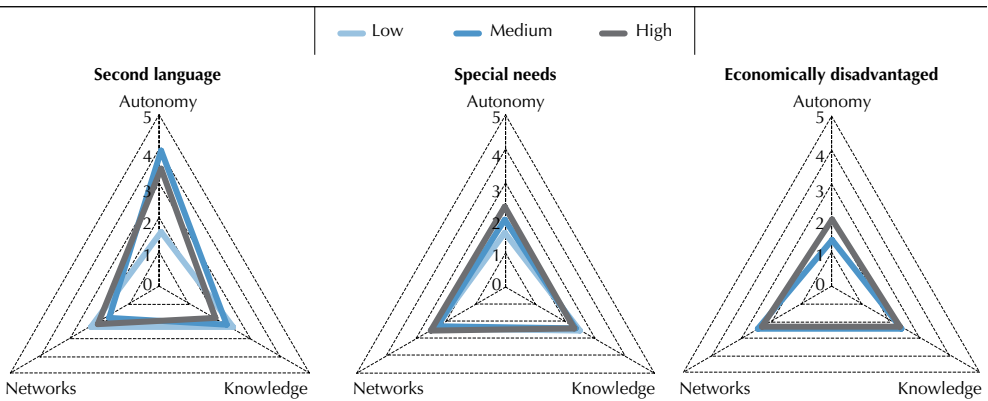 Low Medium High
Second language Special needs Economically disadvantaged
Autonomy Autonomy Autonomy
5 5 5
4 4 4
3 3 3
2 2 2
1 1 1
0 0 0
Networks Knowledge Networks Knowledge Networks Knowledge